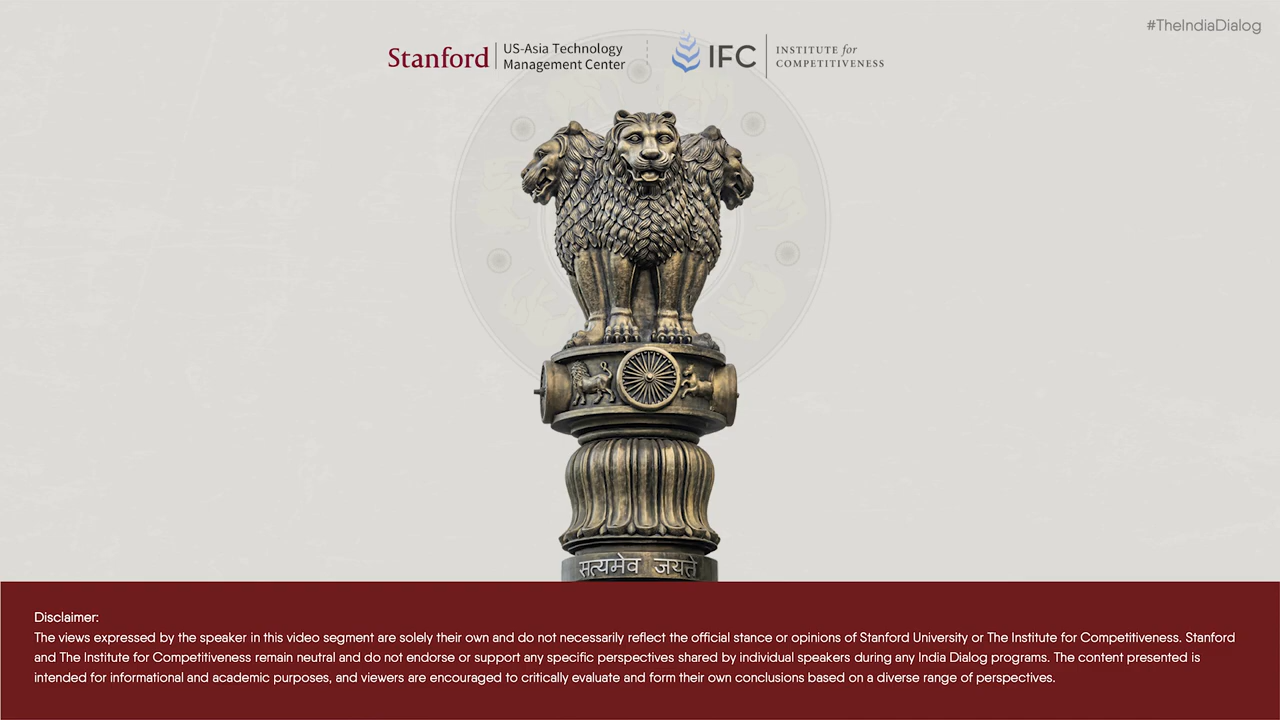 #TheIndiaDialog
Stanford
US-Asia Technology
Management Center
IFC
INSTITUTE for
COMPETITIVENESS
सत्यमेव जयते
Disclaimer:
The views expressed by the speaker in this video segment are solely their own and do not necessarily reflect the official stance or opinions of Stanford University or The Institute for Competitiveness. Stanford
and The Institute for Competitiveness remain neutral and do not endorse or support any specific perspectives shared by individual speakers during any India Dialog programs. The content presented is
intended for informational and academic purposes, and viewers are encouraged to critically evaluate and form their own conclusions based on a diverse range of perspectives.